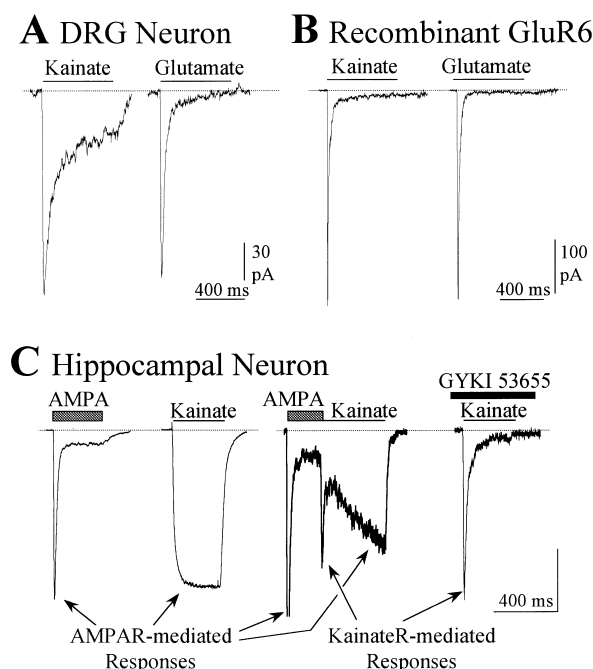 A DRG Neuron
Kainate
Glutamate
30
pA
400 ms
B Recombinant GluR6
Kainate
Glutamate
100
pA
400 ms
C Hippocampal Neuron
AMPA
Kainate
AMPA
Kainate
GYKI 53655
Kainate
400 ms
AMPAR-mediated
Responses
KainateR-mediated
Responses